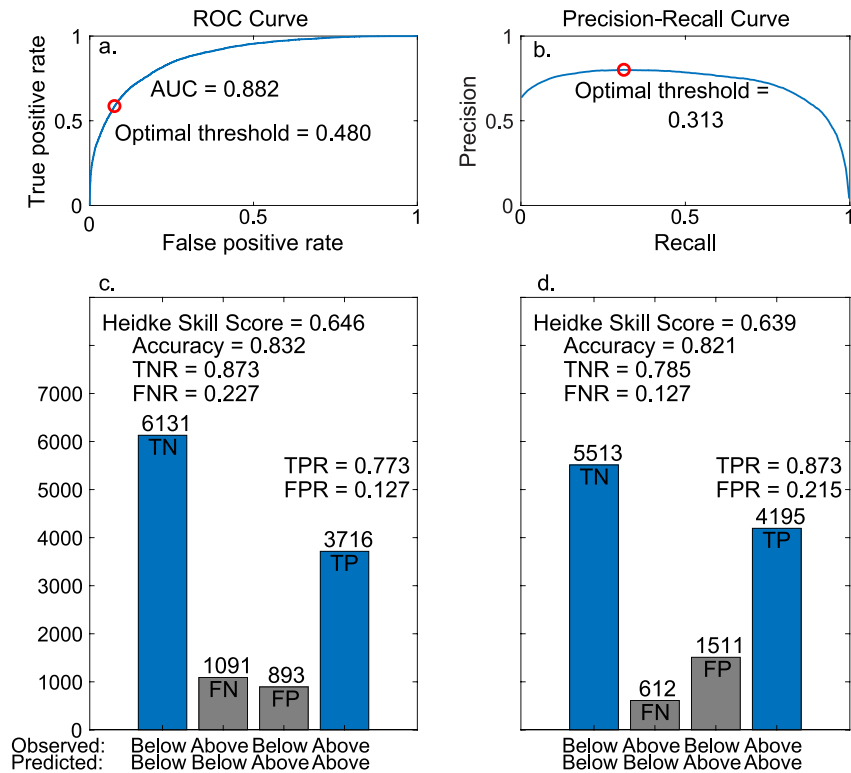 ROC Curve
a.
1
True positive rate
AUC = 0.882
0.5
Optimal threshold = 0.480
0
0
0.5
1
False positive rate
Precision-Recall Curve
b.
1
Precision
Optimal threshold =
0.313
0.5
0
0
0.5
1
Recall
c.
Heidke Skill Score = 0.646
Accuracy = 0.832
TNR = 0.873
FNR = 0.227
7000
6000
5000
4000
3000
2000
1000
0
6131
TN
TPR = 0.773
FPR = 0.127
3716
TP
1091
FN
893
FP
Observed: Below Above Below Above
Predicted: Below Below Above Above
d.
Heidke Skill Score = 0.639
Accuracy = 0.821
TNR = 0.785
FNR = 0.127
5513
TN
TPR = 0.873
FPR = 0.215
4195
TP
612
FN
1511
FP
Below Above Below Above
Below Below Above Above